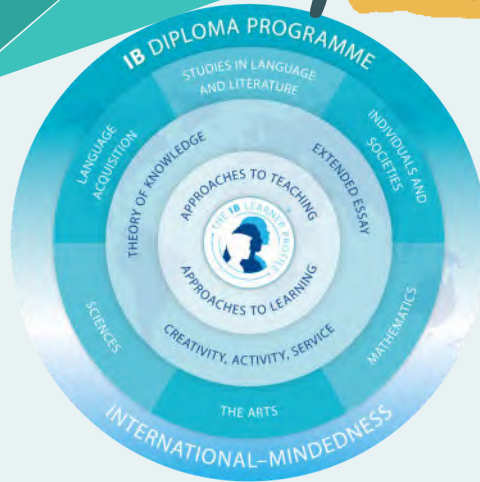 IB DIPLOMA PROGRAMME
STUDIES IN LANGUAGE
AND LITERATURE
LANGUAGE
ACQUISITION
INDIVIDUALS AND
SOCIETIES
THEORY OF KNOWLEDGE
EXTENDED ESSAY
APPROACHES TO TEACHING
THE IB LEARNER PROFILE
APPROACHES TO LEARNING
CREATIVITY, ACTIVITY, SERVICE
SCIENCES
MATHEMATICS
THE ARTS
INTERNATIONAL–MINDEDNESS